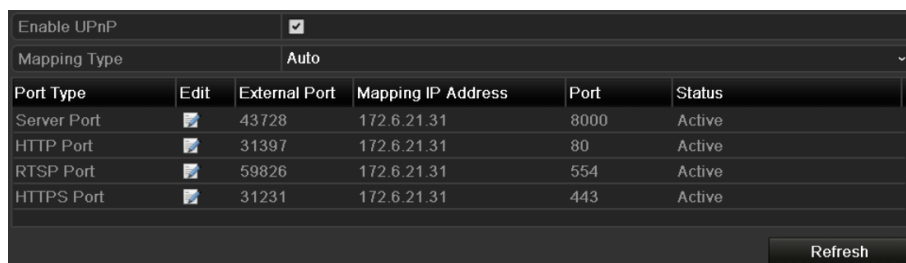 Enable UPnP
Mapping Type Auto
Port Type Edit External Port Mapping IP Address Port Status
Server Port 43728 172.6.21.31 8000 Active
HTTP Port 31397 172.6.21.31 80 Active
RTSP Port 59826 172.6.21.31 554 Active
HTTPS Port 31231 172.6.21.31 443 Active
Refresh